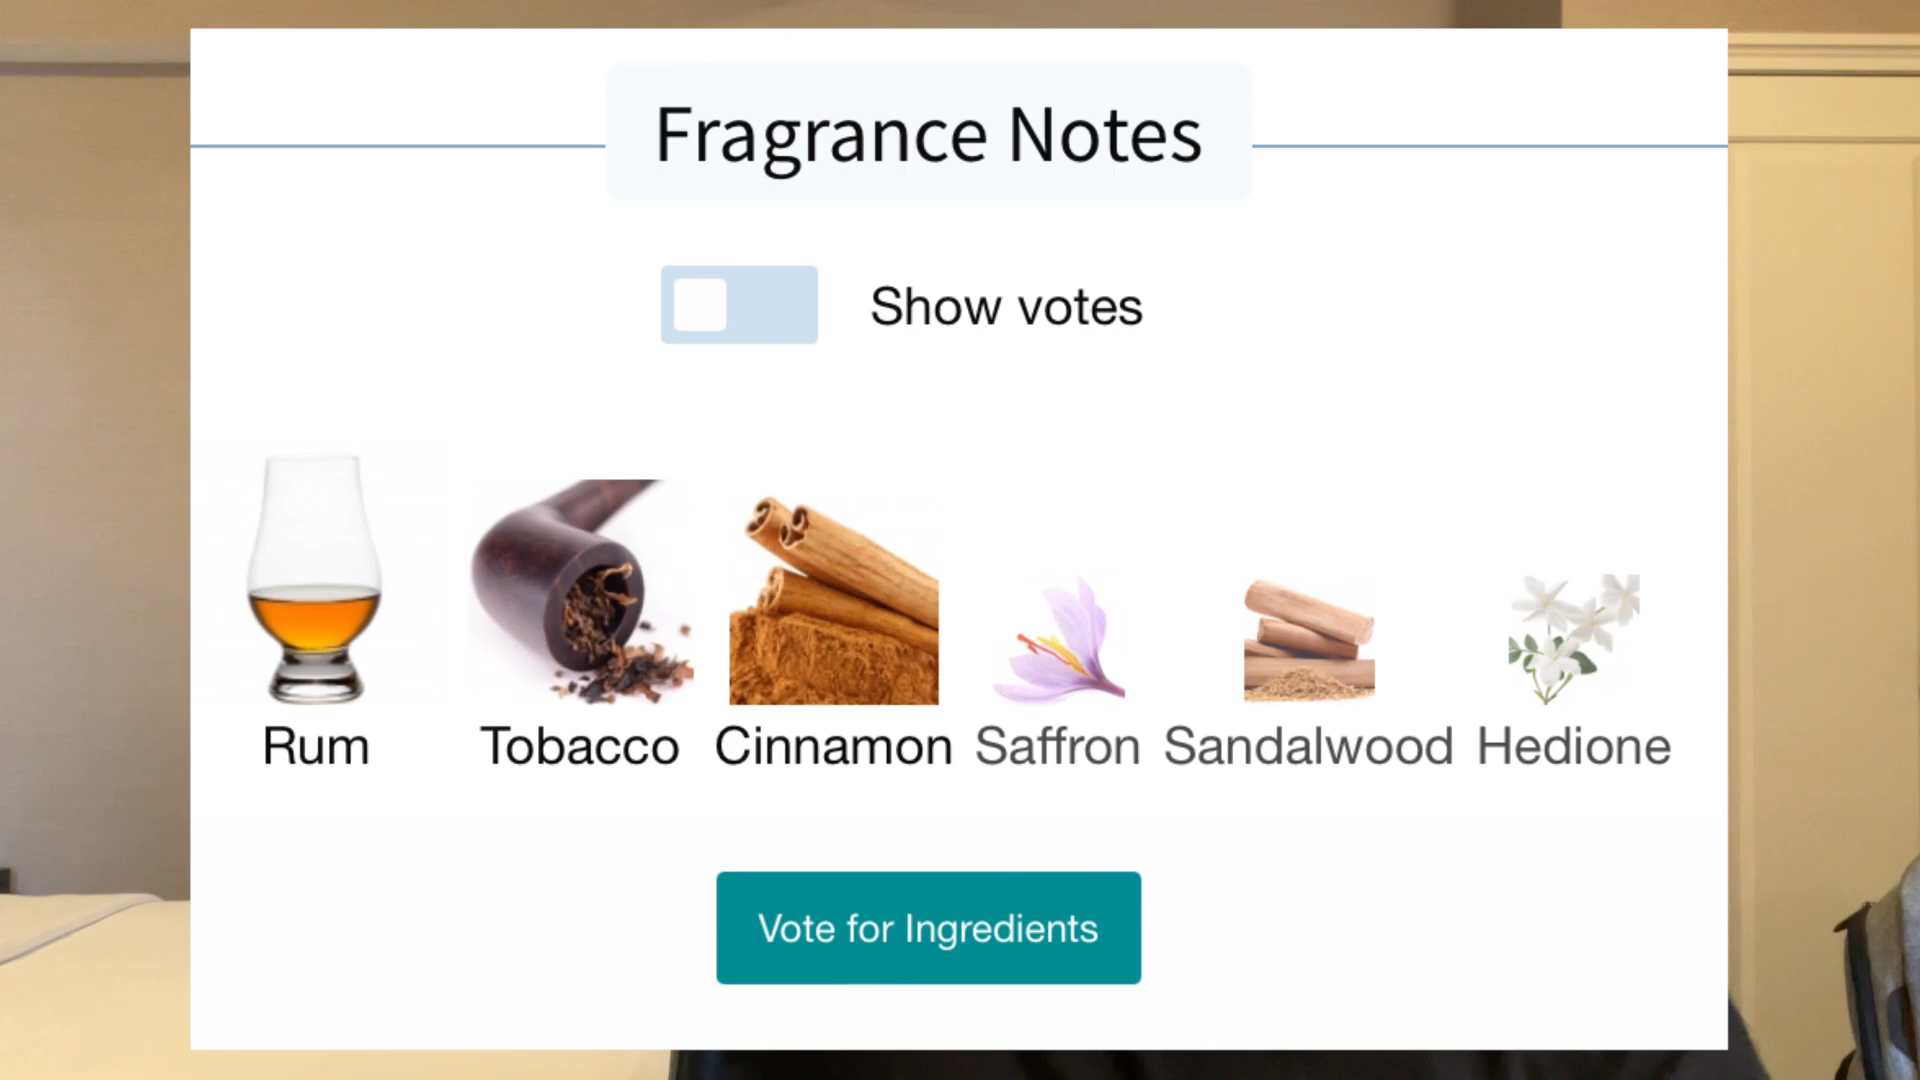 Fragrance Notes
Show votes
Rum Tobacco Cinnamon Saffron Sandalwood Hedione
Vote for Ingredients